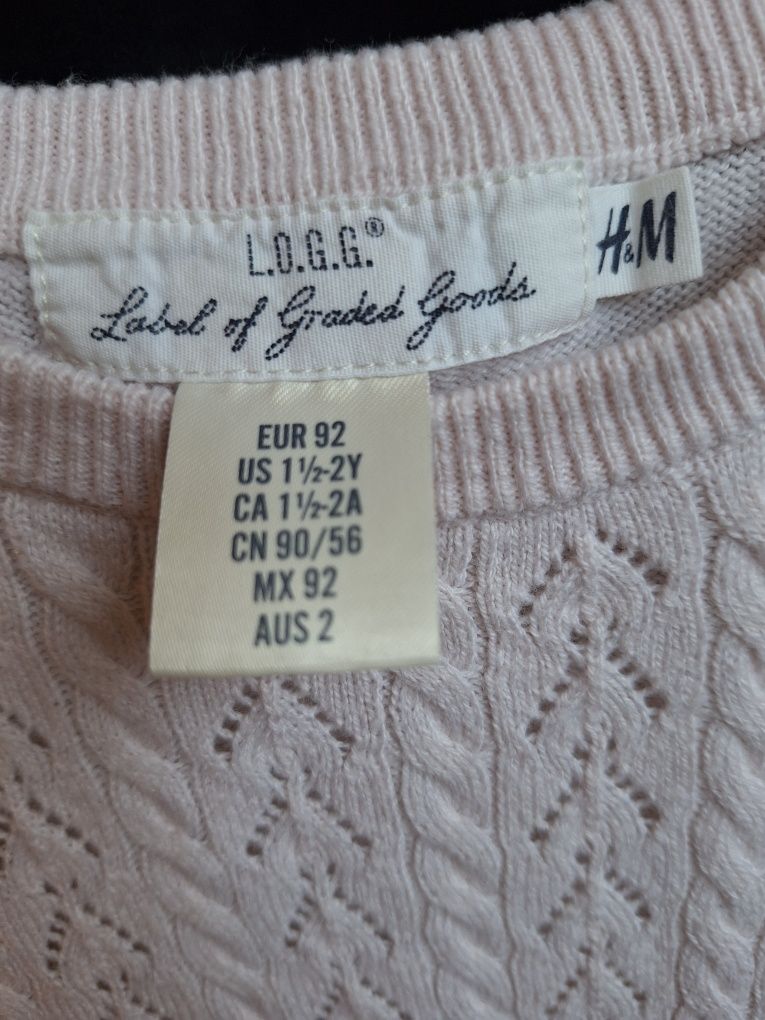 L.O.G.G.®
Label of Graded Goods
H&M
EUR 92
US 1½-2Y
CA 1½-2A
CN 90/56
MX 92
AUS 2